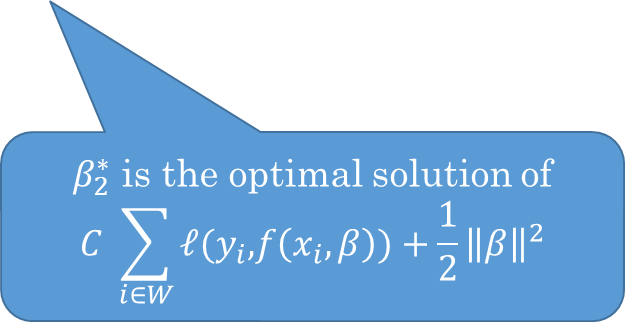 β₂* is the optimal solution of
C ∑_{i∈W} ℓ(y_i, f(x_i, β)) + 1/2 ‖β‖²